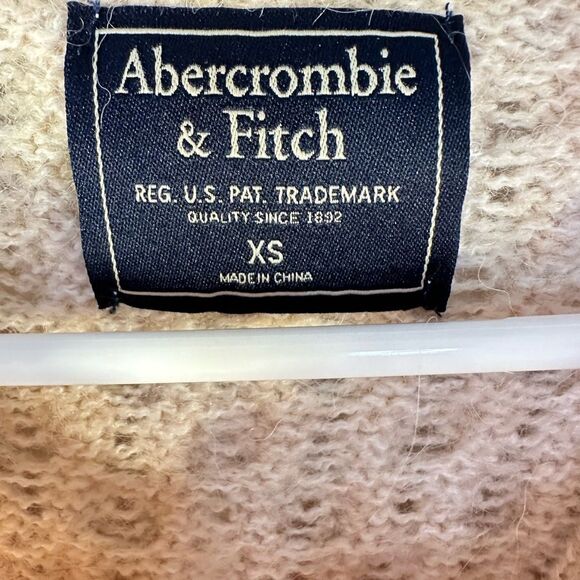 Abercrombie
& Fitch
REG. U.S. PAT. TRADEMARK
QUALITY SINCE 1892
XS
MADE IN CHINA